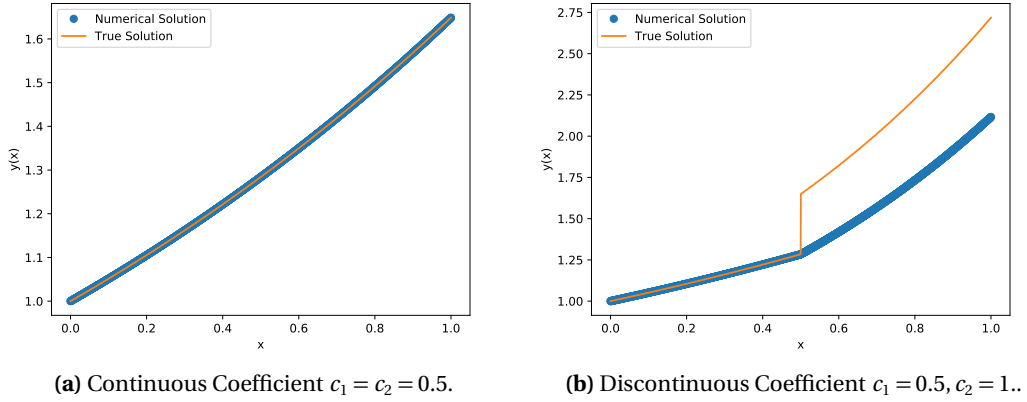 Numerical Solution
True Solution
1.6
1.5
1.4
1.3
1.2
1.1
1.0
y(x)
0.0 0.2 0.4 0.6 0.8 1.0
x
(a) Continuous Coefficient c₁ = c₂ = 0.5.
Numerical Solution
True Solution
2.75
2.50
2.25
2.00
1.75
1.50
1.25
1.00
y(x)
0.0 0.2 0.4 0.6 0.8 1.0
x
(b) Discontinuous Coefficient c₁ = 0.5, c₂ = 1..